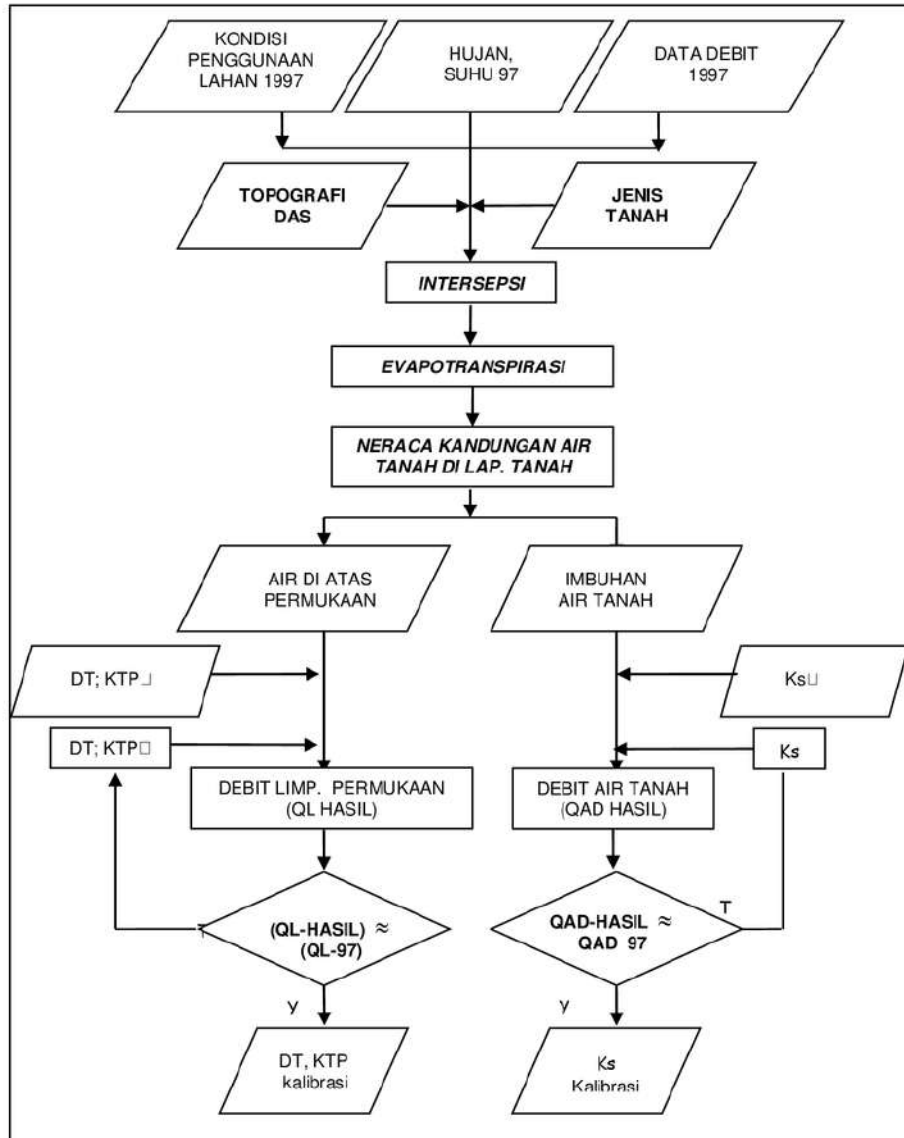 KONDISI
PENGGUNAAN
LAHAN 1997
HUJAN,
SUHU 97
DATA DEBIT
1997
TOPOGRAFI
DAS
JENIS
TANAH
INTERSEPSI
EVAPOTRANSPIRASI
NERACA KANDUNGAN AIR
TANAH DI LAP. TANAH
AIR DI ATAS
PERMUKAAN
IMBUHAN
AIR TANAH
DT; KTP
Ks
DT; KTP
Ks
DEBIT LIMP. PERMUKAAN
(QL HASIL)
DEBIT AIR TANAH
(QAD HASIL)
T
(QL-HASIL) ≈
(QL-97)
QAD-HASIL ≈
QAD 97
T
Y
Y
DT, KTP
kalibrasi
Ks
Kalibrasi